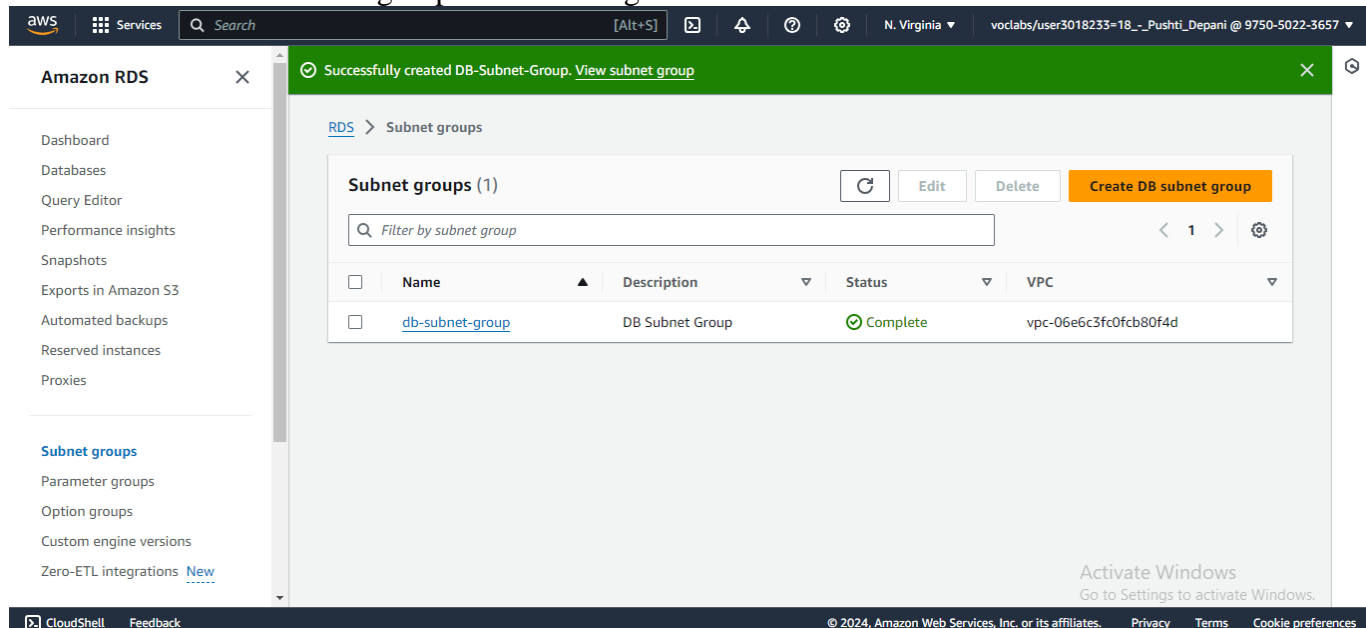 group
aws Services Search [Alt+S] N. Virginia voclabs/user3018233=18_-_Pushti_Depani @ 9750-5022-3657
Amazon RDS
Successfully created DB-Subnet-Group. View subnet group
Dashboard
Databases
Query Editor
Performance insights
Snapshots
Exports in Amazon S3
Automated backups
Reserved instances
Proxies
Subnet groups
Parameter groups
Option groups
Custom engine versions
Zero-ETL integrations New
RDS > Subnet groups
Subnet groups (1) Edit Delete Create DB subnet group
Filter by subnet group < 1 >
Name Description Status VPC
db-subnet-group DB Subnet Group Complete vpc-06e6c3fc0fcb80f4d
Activate Windows
Go to Settings to activate Windows.
CloudShell Feedback © 2024, Amazon Web Services, Inc. or its affiliates. Privacy Terms Cookie preferences